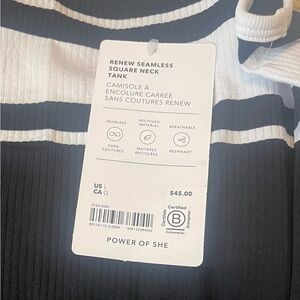 RENEW SEAMLESS
SQUARE NECK
TANK
CAMISOLE À
ENCOLURE CARRÉE
SANS COUTURES RENEW
SEAMLESS
RECYCLED
MATERIAL
BREATHABLE
SANS
COUTURES
MATIÈRES
RECYCLÉES
RESPIRANT
US L
CA G
$45.00
Certified
B
Corporation
POWER OF SHE